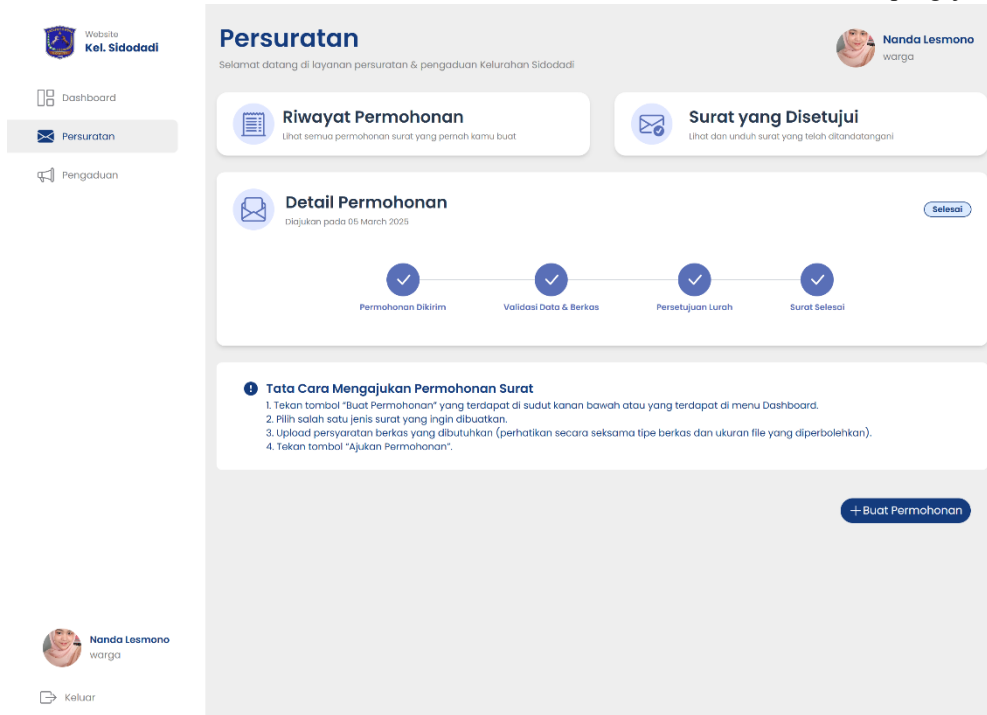 Website
Kel. Sidodadi
Dashboard
Persuratan
Pengaduan
Persuratan
Selamat datang di layanan persuratan & pengaduan Kelurahan Sidodadi
Nanda Lesmono
warga
Riwayat Permohonan
Lihat semua permohonan surat yang pernah kamu buat
Surat yang Disetujui
Lihat dan unduh surat yang telah ditandatangani
Detail Permohonan
Diajukan pada 05 March 2025
Selesai
Permohonan Dikirim
Validasi Data & Berkas
Persetujuan Lurah
Surat Selesai
Tata Cara Mengajukan Permohonan Surat
1. Tekan tombol "Buat Permohonan" yang terdapat di sudut kanan bawah atau yang terdapat di menu Dashboard.
2. Pilih salah satu jenis surat yang ingin dibuatkan.
3. Upload persyaratan berkas yang dibutuhkan (perhatikan secara seksama tipe berkas dan ukuran file yang diperbolehkan).
4. Tekan tombol "Ajukan Permohonan".
+Buat Permohonan
Nanda Lesmono
warga
Keluar